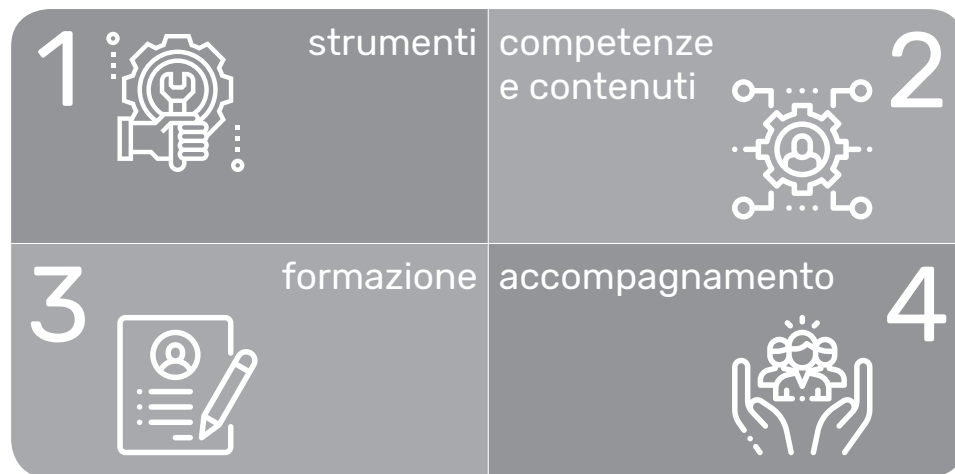 1
strumenti
competenze
e contenuti
2
3
formazione
accompagnamento
4